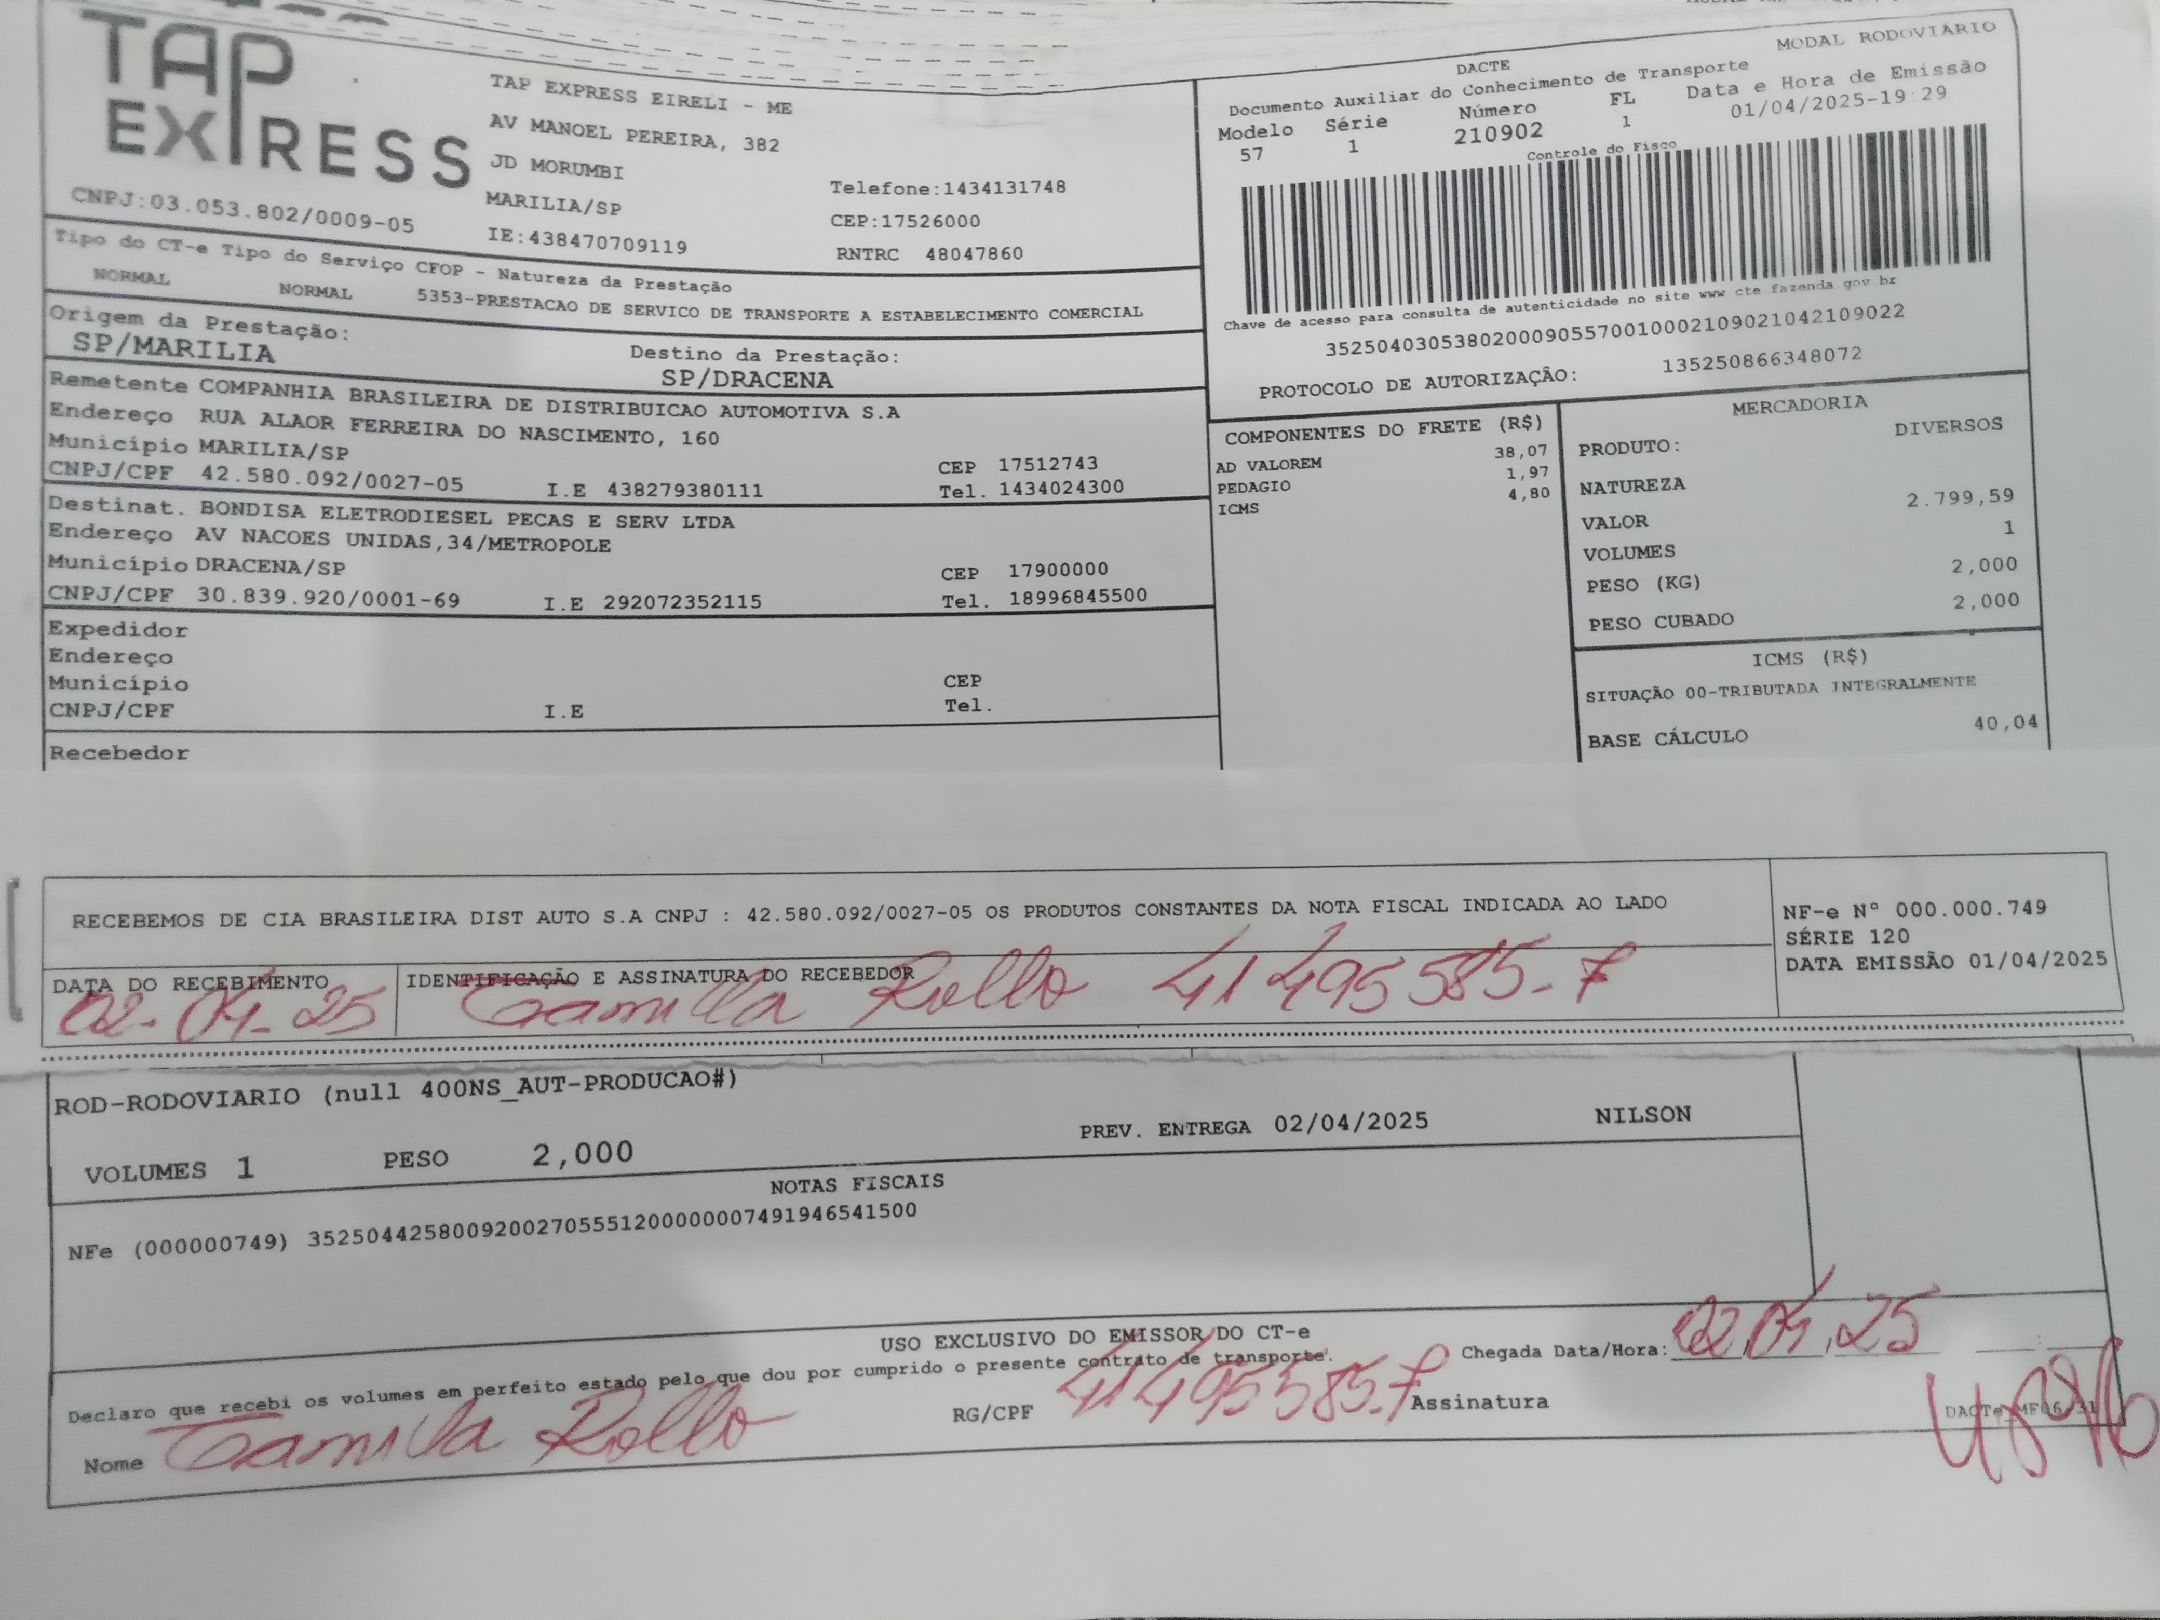 TAP
EXPRESS
CNPJ:03.053.802/0009-05
TAP EXPRESS EIRELI - ME
AV MANOEL PEREIRA, 382
JD MORUMBI
MARILIA/SP
IE:438470709119
Telefone:1434131748
CEP:17526000
RNTRC 48047860
MODAL RODOVIARIO
DACTE
Documento Auxiliar do Conhecimento de Transporte
Modelo Série Número FL Data e Hora de Emissão
57 1 210902 1 01/04/2025-19:29
Controle do Fisco
Chave de acesso para consulta de autenticidade no site www cte fazenda gov br
35250403053802000905570010002109021042109022
PROTOCOLO DE AUTORIZAÇÃO: 135250866348072
Tipo do CT-e Tipo do Serviço CFOP - Natureza da Prestação
NORMAL NORMAL 5353-PRESTACAO DE SERVICO DE TRANSPORTE A ESTABELECIMENTO COMERCIAL
Origem da Prestação:
SP/MARILIA
Destino da Prestação:
SP/DRACENA
Remetente COMPANHIA BRASILEIRA DE DISTRIBUICAO AUTOMOTIVA S.A
Endereço RUA ALAOR FERREIRA DO NASCIMENTO, 160
Município MARILIA/SP CEP 17512743
CNPJ/CPF 42.580.092/0027-05 I.E 438279380111 Tel. 1434024300
Destinat. BONDISA ELETRODIESEL PECAS E SERV LTDA
Endereço AV NACOES UNIDAS,34/METROPOLE
Município DRACENA/SP CEP 17900000
CNPJ/CPF 30.839.920/0001-69 I.E 292072352115 Tel. 18996845500
Expedidor
Endereço
Município CEP
CNPJ/CPF I.E Tel.
Recebedor
COMPONENTES DO FRETE (R$)
AD VALOREM 38,07
PEDAGIO 1,97
ICMS 4,80
MERCADORIA
PRODUTO: DIVERSOS
NATUREZA
VALOR 2.799,59
VOLUMES 1
PESO (KG) 2,000
PESO CUBADO 2,000
ICMS (R$)
SITUAÇÃO 00-TRIBUTADA INTEGRALMENTE
BASE CÁLCULO 40,04
RECEBEMOS DE CIA BRASILEIRA DIST AUTO S.A CNPJ : 42.580.092/0027-05 OS PRODUTOS CONSTANTES DA NOTA FISCAL INDICADA AO LADO
NF-e Nº 000.000.749
SÉRIE 120
DATA EMISSÃO 01/04/2025
DATA DO RECEBIMENTO IDENTIFICAÇÃO E ASSINATURA DO RECEBEDOR
02-04-25 Camila Rollo 41495585-7
ROD-RODOVIARIO (null 400NS_AUT-PRODUCAO#)
VOLUMES 1 PESO 2,000 PREV. ENTREGA 02/04/2025 NILSON
NOTAS FISCAIS
NFe (000000749) 35250442580092002705551200000007491946541500
USO EXCLUSIVO DO EMISSOR DO CT-e
Declaro que recebi os volumes em perfeito estado pelo que dou por cumprido o presente contrato de transporte.
Chegada Data/Hora: 02,04,25
Nome Camila Rollo RG/CPF 41495585-7 Assinatura